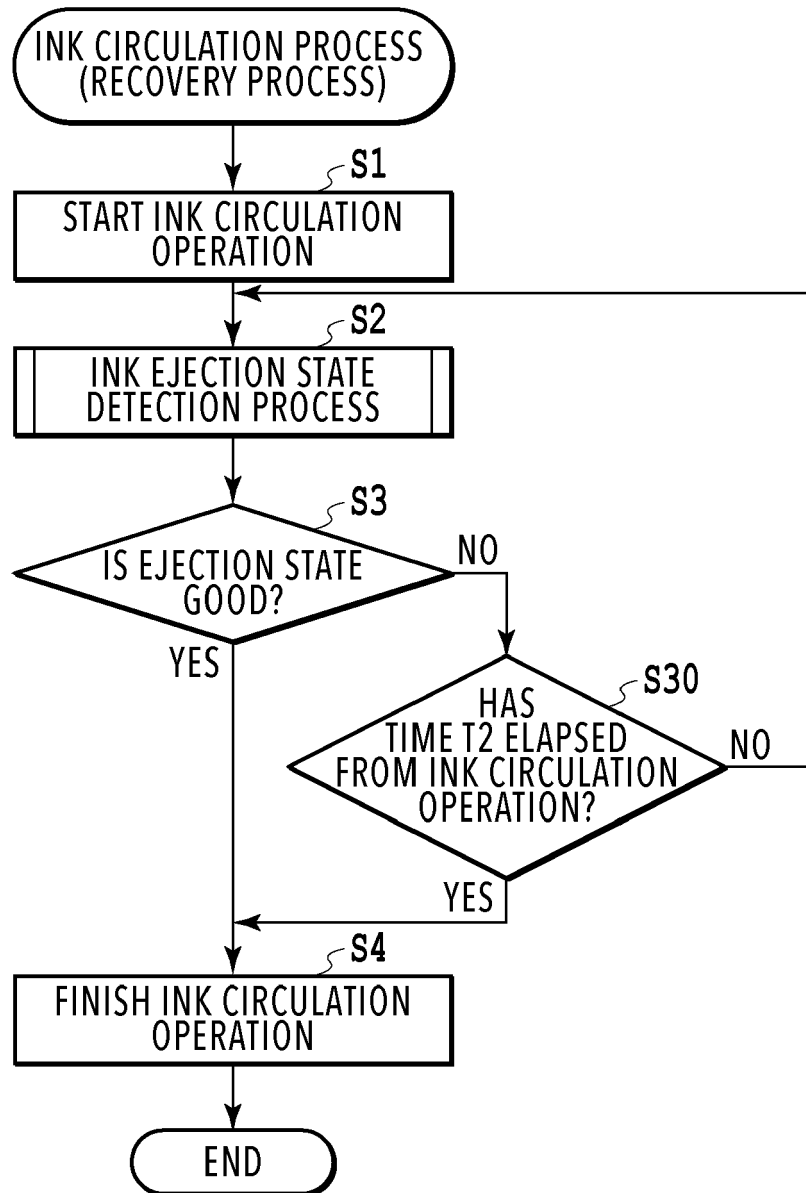 INK CIRCULATION PROCESS
(RECOVERY PROCESS)
S1
START INK CIRCULATION
OPERATION
S2
INK EJECTION STATE
DETECTION PROCESS
S3
IS EJECTION STATE
GOOD?
NO
YES
S30
HAS
TIME T2 ELAPSED
FROM INK CIRCULATION
OPERATION?
NO
YES
S4
FINISH INK CIRCULATION
OPERATION
END